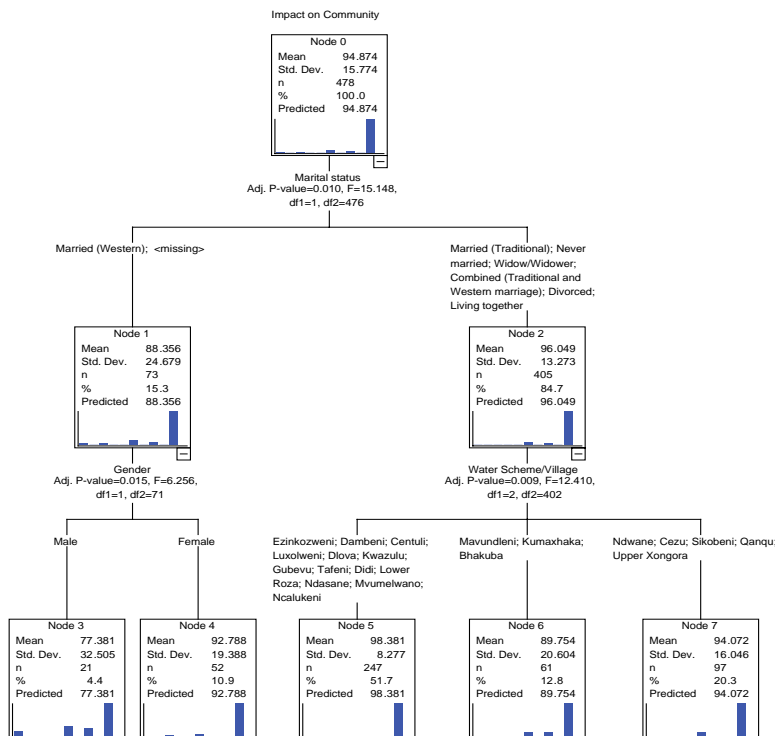 Impact on Community
Node 0
Mean 94.874
Std. Dev. 15.774
n 478
% 100.0
Predicted 94.874
Marital status
Adj. P-value=0.010, F=15.148,
df1=1, df2=476
Married (Western); <missing>
Married (Traditional); Never
married; Widow/Widower;
Combined (Traditional and
Western marriage); Divorced;
Living together
Node 1
Mean 88.356
Std. Dev. 24.679
n 73
% 15.3
Predicted 88.356
Node 2
Mean 96.049
Std. Dev. 13.273
n 405
% 84.7
Predicted 96.049
Gender
Adj. P-value=0.015, F=6.256,
df1=1, df2=71
Water Scheme/Village
Adj. P-value=0.009, F=12.410,
df1=2, df2=402
Male
Female
Ezinkozweni; Dambeni; Centuli;
Luxolweni; Dlova; Kwazulu;
Gubevu; Tafeni; Didi; Lower
Roza; Ndasane; Mvumelwano;
Ncalukeni
Mavundleni; Kumaxhaka;
Bhakuba
Ndwane; Cezu; Sikobeni; Qanqu;
Upper Xongora
Node 3
Mean 77.381
Std. Dev. 32.505
n 21
% 4.4
Predicted 77.381
Node 4
Mean 92.788
Std. Dev. 19.388
n 52
% 10.9
Predicted 92.788
Node 5
Mean 98.381
Std. Dev. 8.277
n 247
% 51.7
Predicted 98.381
Node 6
Mean 89.754
Std. Dev. 20.604
n 61
% 12.8
Predicted 89.754
Node 7
Mean 94.072
Std. Dev. 16.046
n 97
% 20.3
Predicted 94.072